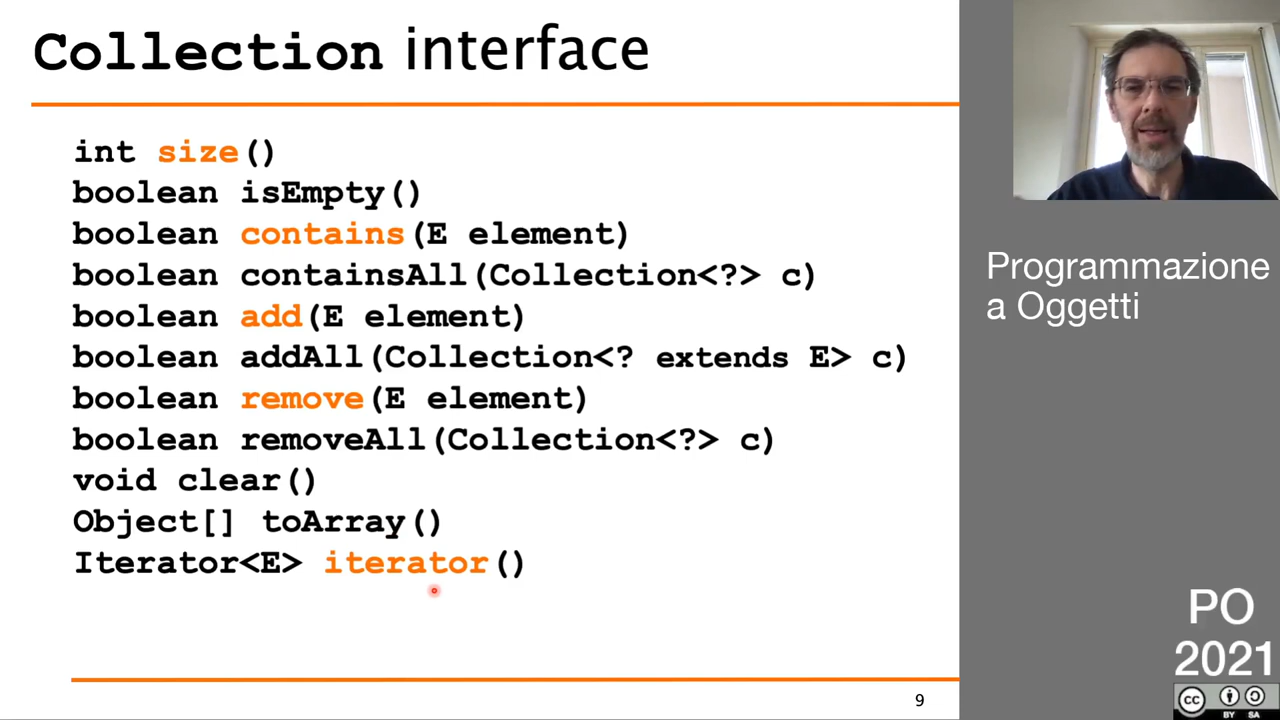 Collection interface
int size()
boolean isEmpty()
boolean contains(E element)
boolean containsAll(Collection<?> c)
boolean add(E element)
boolean addAll(Collection<? extends E> c)
boolean remove(E element)
boolean removeAll(Collection<?> c)
void clear()
Object[] toArray()
Iterator<E> iterator()
9
Programmazione
a Oggetti
PO
2021
cc
BY SA